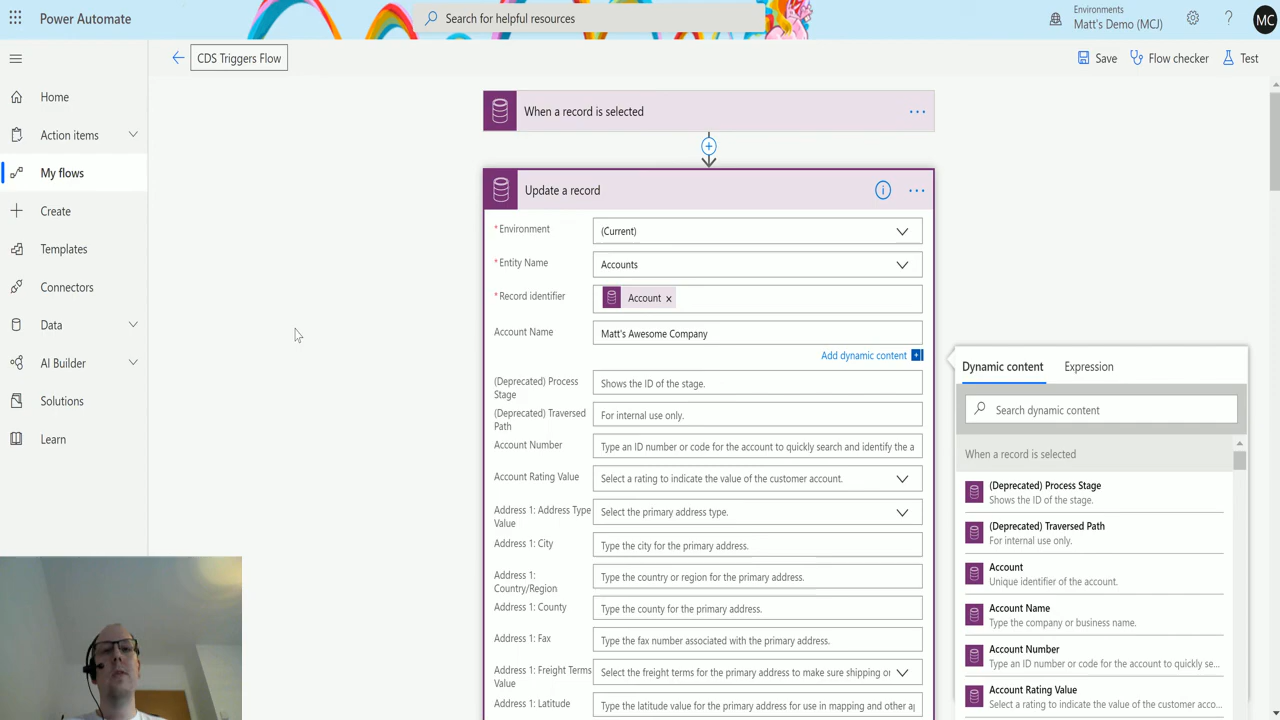 Power Automate
Search for helpful resources
Environments
Matt's Demo (MCJ)
?
MC
CDS Triggers Flow
Save
Flow checker
Test
Home
Action items
My flows
Create
Templates
Connectors
Data
AI Builder
Solutions
Learn
When a record is selected
...
Update a record
...
* Environment
(Current)
* Entity Name
Accounts
* Record identifier
Account ×
Account Name
Matt's Awesome Company
Add dynamic content
(Deprecated) Process
Stage
Shows the ID of the stage.
(Deprecated) Traversed
Path
For internal use only.
Account Number
Type an ID number or code for the account to quickly search and identify the a
Account Rating Value
Select a rating to indicate the value of the customer account.
Address 1: Address Type
Value
Select the primary address type.
Address 1: City
Type the city for the primary address.
Address 1:
Country/Region
Type the country or region for the primary address.
Address 1: County
Type the county for the primary address.
Address 1: Fax
Type the fax number associated with the primary address.
Address 1: Freight Terms
Value
Select the freight terms for the primary address to make sure shipping or
Address 1: Latitude
Type the latitude value for the primary address for use in mapping and other ap
Dynamic content
Expression
Search dynamic content
When a record is selected
(Deprecated) Process Stage
Shows the ID of the stage.
(Deprecated) Traversed Path
For internal use only.
Account
Unique identifier of the account.
Account Name
Type the company or business name.
Account Number
Type an ID number or code for the account to quickly se...
Account Rating Value
Select a rating to indicate the value of the customer acco...